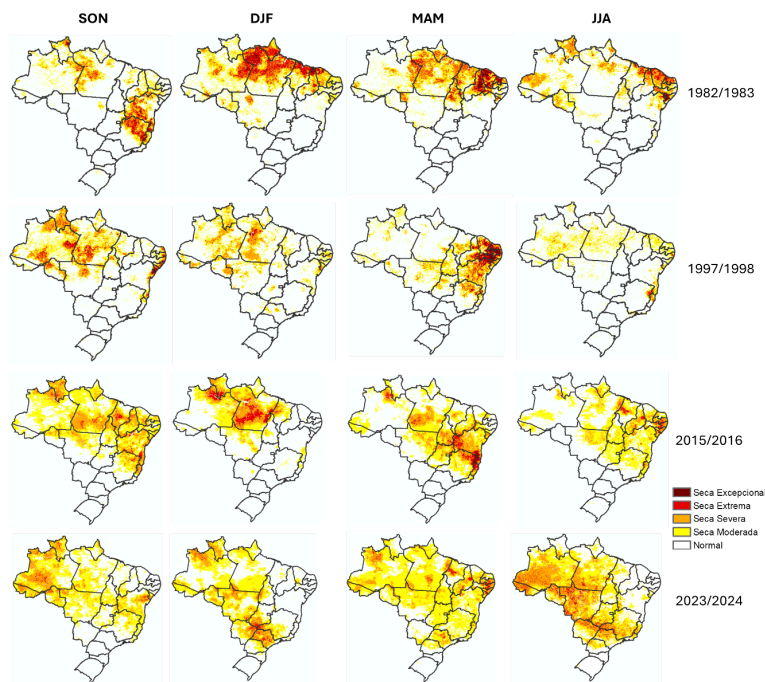 SON DJF MAM JJA
1982/1983
1997/1998
2015/2016
Seca Excepcional
Seca Extrema
Seca Severa
Seca Moderada
Normal
2023/2024